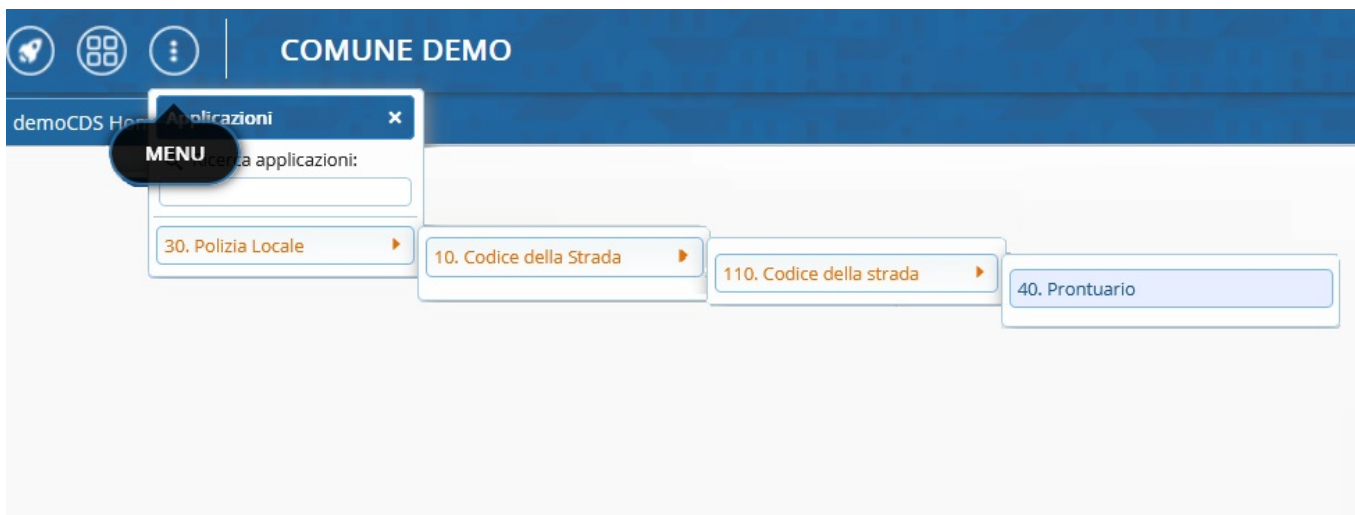 COMUNE DEMO
demoCDS
Applicazioni ×
MENU
applicazioni:
30. Polizia Locale
10. Codice della Strada
110. Codice della strada
40. Prontuario